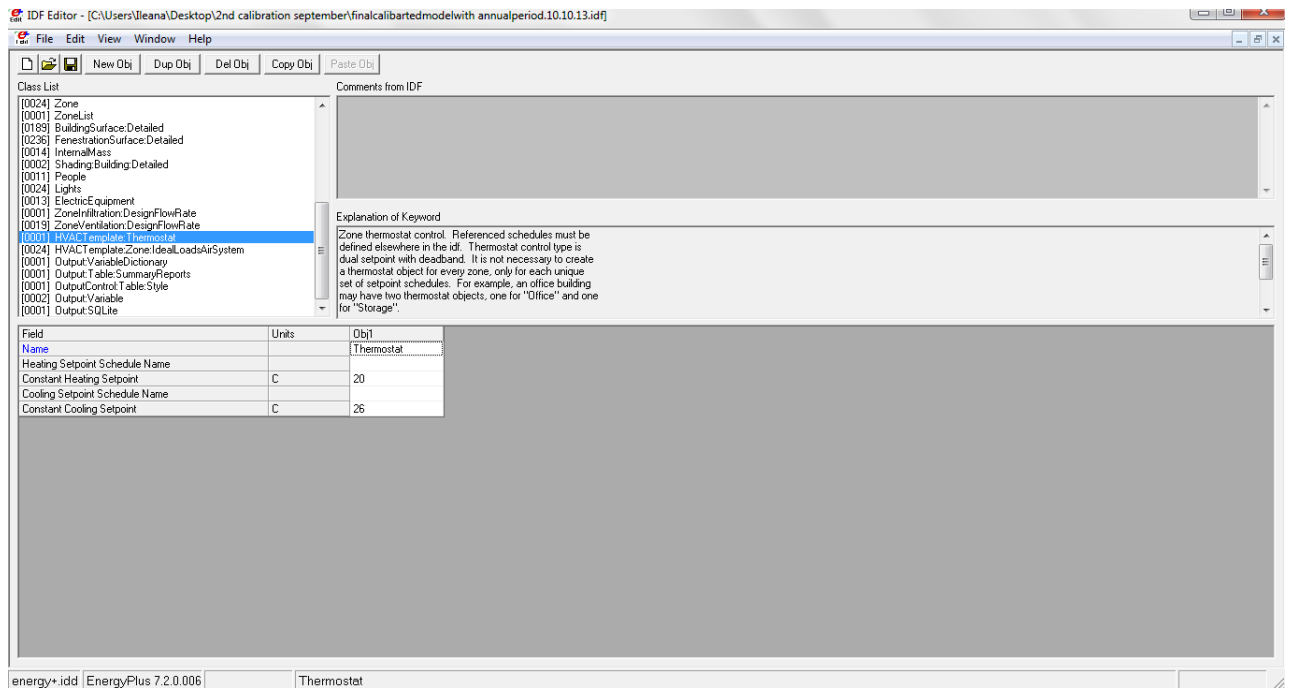 IDF Editor - [C:\Users\Ileana\Desktop\2nd calibration september\finalcalibartedmodelwith annualperiod.10.10.13.idf]
File Edit View Window Help
New Obj Dup Obj Del Obj Copy Obj Paste Obj
Class List
Comments from IDF
[0024] Zone
[0001] ZoneList
[0189] BuildingSurface:Detailed
[0236] FenestrationSurface:Detailed
[0014] InternalMass
[0002] Shading:Building:Detailed
[0011] People
[0024] Lights
[0013] ElectricEquipment
[0001] ZoneInfiltration:DesignFlowRate
[0019] ZoneVentilation:DesignFlowRate
[0001] HVACTemplate:Thermostat
[0024] HVACTemplate:Zone:IdealLoadsAirSystem
[0001] Output:VariableDictionary
[0001] Output:Table:SummaryReports
[0001] OutputControl:Table:Style
[0002] Output:Variable
[0001] Output:SQLite
Explanation of Keyword
Zone thermostat control. Referenced schedules must be
defined elsewhere in the idf. Thermostat control type is
dual setpoint with deadband. It is not necessary to create
a thermostat object for every zone, only for each unique
set of setpoint schedules. For example, an office building
may have two thermostat objects, one for "Office" and one
for "Storage".
Field Units Obj1
Name Thermostat
Heating Setpoint Schedule Name
Constant Heating Setpoint C 20
Cooling Setpoint Schedule Name
Constant Cooling Setpoint C 26
energy+.idd EnergyPlus 7.2.0.006 Thermostat